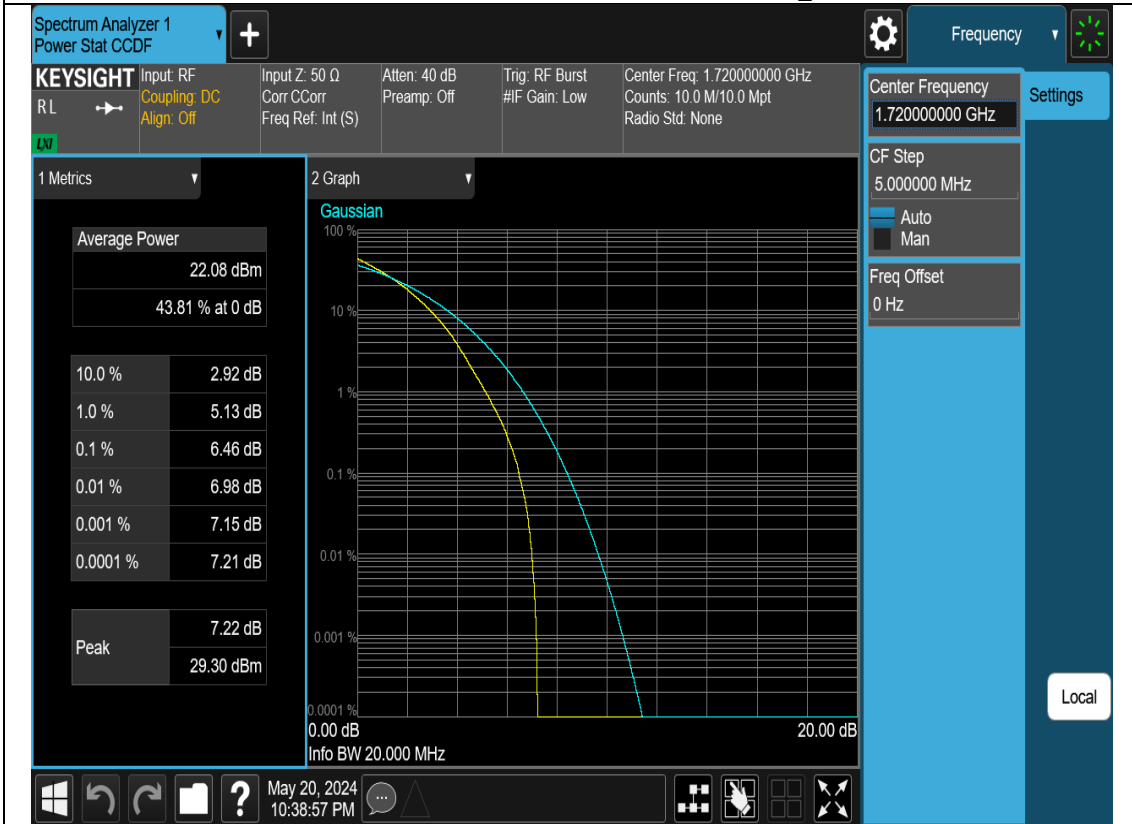 Spectrum Analyzer 1
Power Stat CCDF
+
Frequency
KEYSIGHT
RL
LXI
Input: RF
Coupling: DC
Align: Off
Input Z: 50 Ω
Corr CCorr
Freq Ref: Int (S)
Atten: 40 dB
Preamp: Off
Trig: RF Burst
#IF Gain: Low
Center Freq: 1.720000000 GHz
Counts: 10.0 M/10.0 Mpt
Radio Std: None
Center Frequency
1.720000000 GHz
Settings
CF Step
5.000000 MHz
Auto
Man
Freq Offset
0 Hz
Local
1 Metrics
Average Power
22.08 dBm
43.81 % at 0 dB
10.0 % 2.92 dB
1.0 % 5.13 dB
0.1 % 6.46 dB
0.01 % 6.98 dB
0.001 % 7.15 dB
0.0001 % 7.21 dB
Peak
7.22 dB
29.30 dBm
2 Graph
Gaussian
100 %
10 %
1 %
0.1 %
0.01 %
0.001 %
0.0001 %
0.00 dB 20.00 dB
Info BW 20.000 MHz
?
May 20, 2024
10:38:57 PM